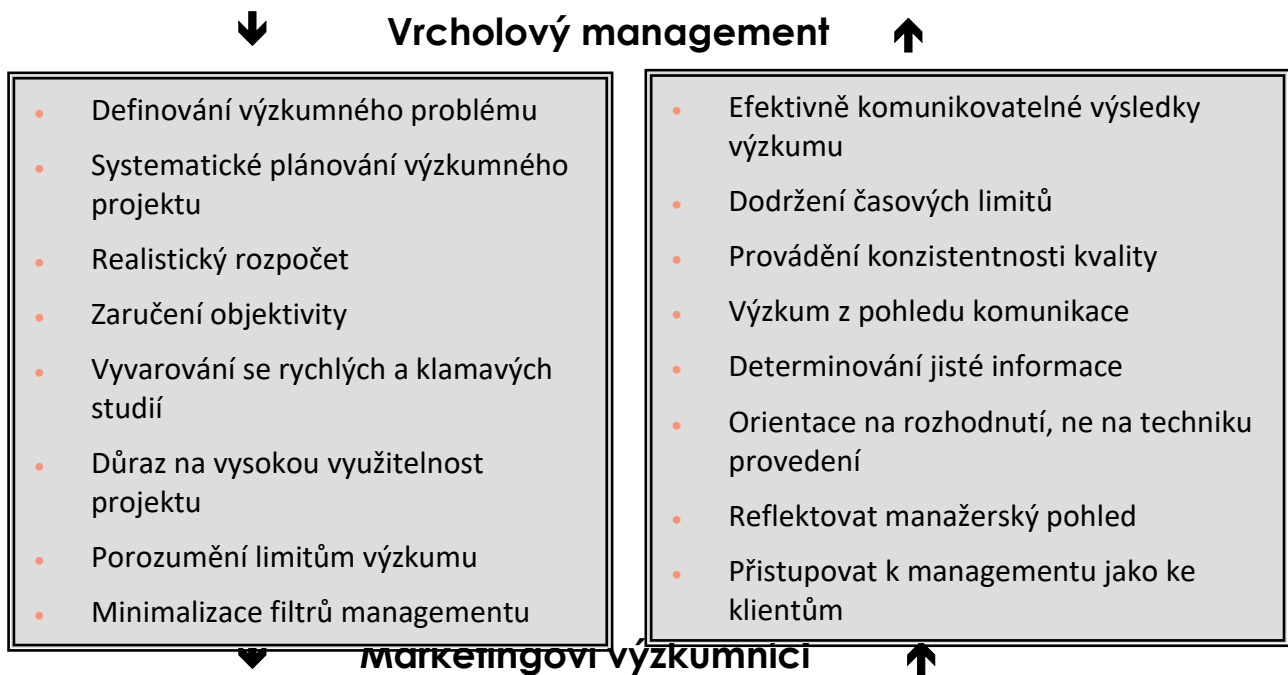 Vrcholový management
Definování výzkumného problému
Systematické plánování výzkumného
projektu
Realistický rozpočet
Zaručení objektivity
Vyvarování se rychlých a klamavých
studií
Důraz na vysokou využitelnost
projektu
Porozumění limitům výzkumu
Minimalizace filtrů managementu
Efektivně komunikovatelné výsledky
výzkumu
Dodržení časových limitů
Provádění konzistentnosti kvality
Výzkum z pohledu komunikace
Determinování jisté informace
Orientace na rozhodnutí, ne na techniku
provedení
Reflektovat manažerský pohled
Přistupovat k managementu jako ke
klientům
Marketingoví výzkumníci